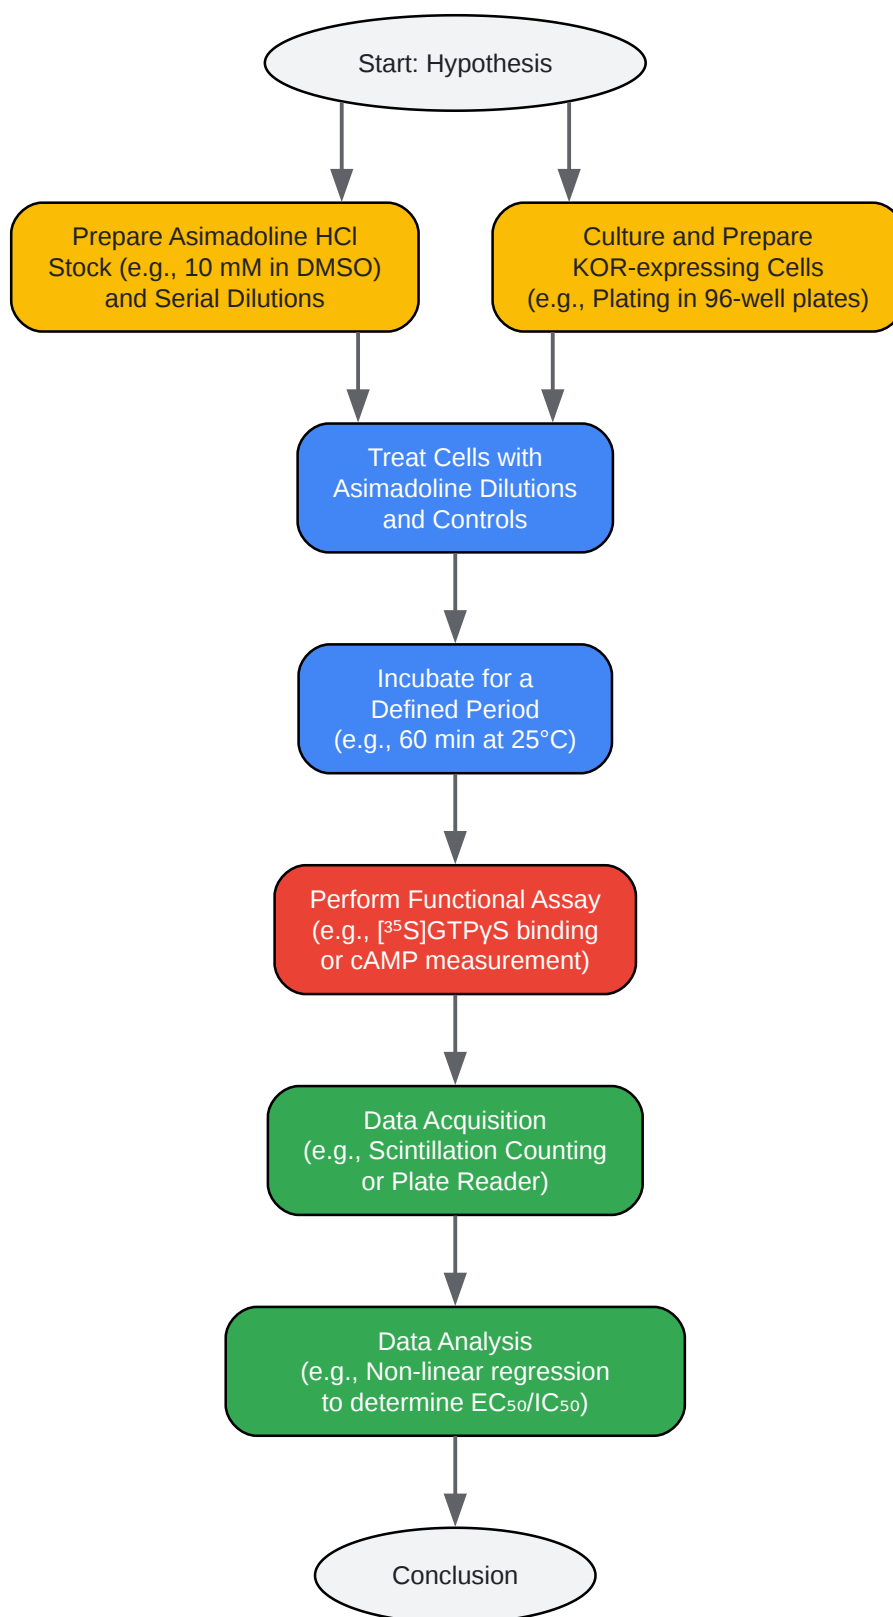 Start: Hypothesis
Prepare Asimadoline HCl
Stock (e.g., 10 mM in DMSO)
and Serial Dilutions
Culture and Prepare
KOR-expressing Cells
(e.g., Plating in 96-well plates)
Treat Cells with
Asimadoline Dilutions
and Controls
Incubate for a
Defined Period
(e.g., 60 min at 25°C)
Perform Functional Assay
(e.g., [³⁵S]GTPγS binding
or cAMP measurement)
Data Acquisition
(e.g., Scintillation Counting
or Plate Reader)
Data Analysis
(e.g., Non-linear regression
to determine EC₅₀/IC₅₀)
Conclusion